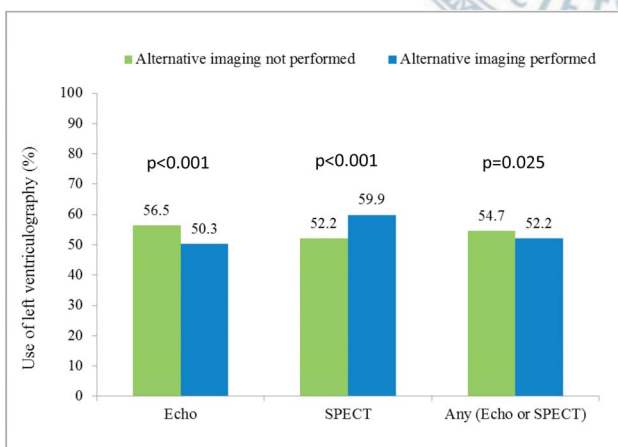 Alternative imaging not performed Alternative imaging performed
Use of left ventriculography (%)
100
90
80
70
60
50
40
30
20
10
0
p<0.001 p<0.001 p=0.025
56.5 50.3 52.2 59.9 54.7 52.2
Echo SPECT Any (Echo or SPECT)